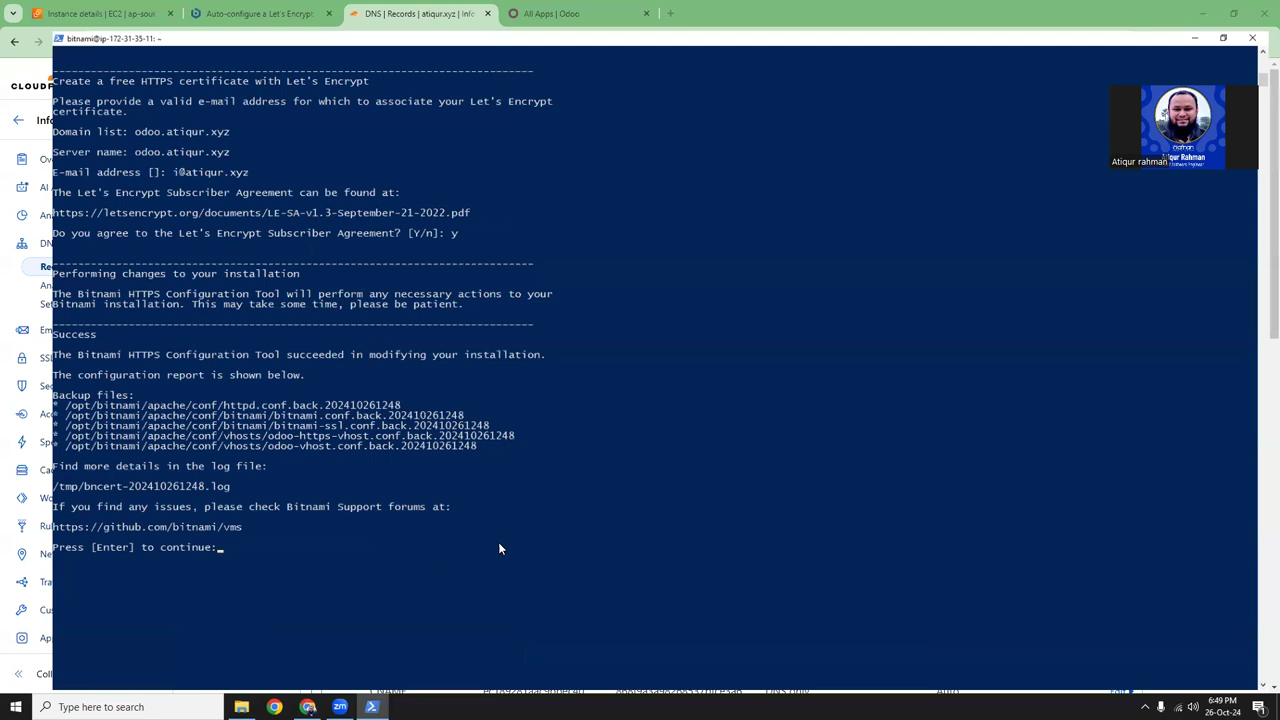 Instance details | EC2 | ap-sou
Auto-configure a Let's Encrypt
DNS | Records | atiqur.xyz | Info
All Apps | Odoo
bitnami@ip-172-31-35-11: ~
CLOUDF
Info
Ov
AI
An
DN
Re
An
Set
Em
SSL
Sec
Ac
Spe
Ca
Wo
Ru
Ne
Tra
Cu
Ap
Coll
----------------------------------------------------------------------------
Create a free HTTPS certificate with Let's Encrypt
Please provide a valid e-mail address for which to associate your Let's Encrypt
certificate.
Domain list: odoo.atiqur.xyz
Server name: odoo.atiqur.xyz
E-mail address []: i@atiqur.xyz
The Let's Encrypt Subscriber Agreement can be found at:
https://letsencrypt.org/documents/LE-SA-v1.3-September-21-2022.pdf
Do you agree to the Let's Encrypt Subscriber Agreement? [Y/n]: y
----------------------------------------------------------------------------
Performing changes to your installation
The Bitnami HTTPS Configuration Tool will perform any necessary actions to your
Bitnami installation. This may take some time, please be patient.
----------------------------------------------------------------------------
Success
The Bitnami HTTPS Configuration Tool succeeded in modifying your installation.
The configuration report is shown below.
Backup files:
* /opt/bitnami/apache/conf/httpd.conf.back.202410261248
* /opt/bitnami/apache/conf/bitnami/bitnami.conf.back.202410261248
* /opt/bitnami/apache/conf/bitnami/bitnami-ssl.conf.back.202410261248
* /opt/bitnami/apache/conf/vhosts/odoo-https-vhost.conf.back.202410261248
* /opt/bitnami/apache/conf/vhosts/odoo-vhost.conf.back.202410261248
Find more details in the log file:
/tmp/bncert-202410261248.log
If you find any issues, please check Bitnami Support forums at:
https://github.com/bitnami/vms
Press [Enter] to continue:
Atiqur Rahman
Atiqur rahman
Type here to search
zm
6:49 PM
26-Oct-24